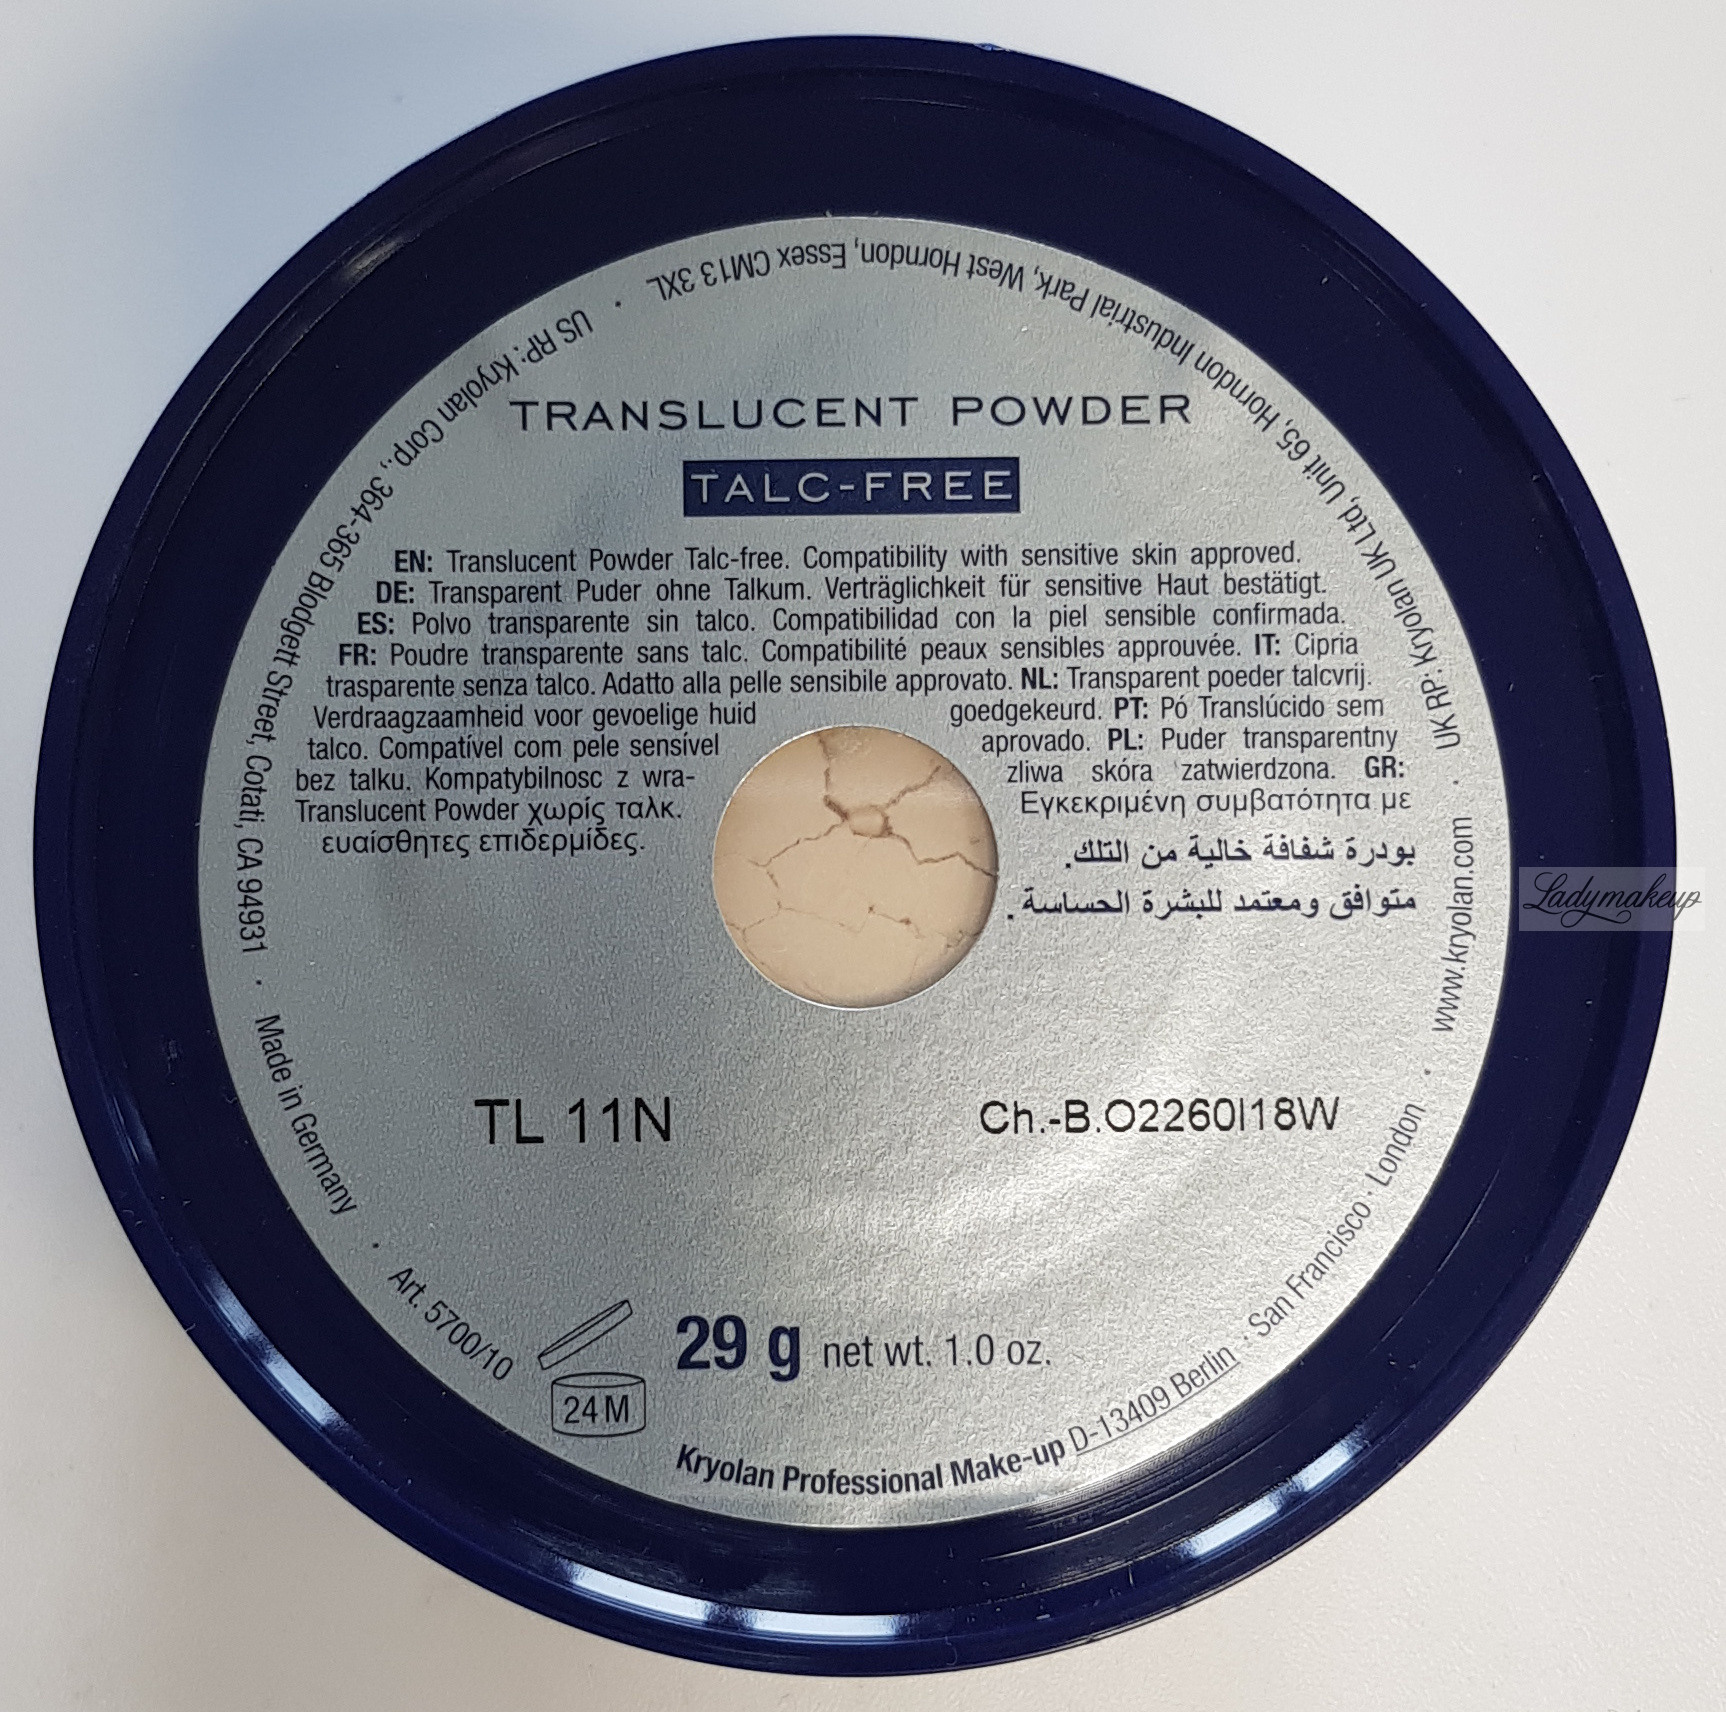 TRANSLUCENT POWDER
TALC-FREE
EN: Translucent Powder Talc-free. Compatibility with sensitive skin approved.
DE: Transparent Puder ohne Talkum. Verträglichkeit für sensitive Haut bestätigt.
ES: Polvo transparente sin talco. Compatibilidad con la piel sensible confirmada.
FR: Poudre transparente sans talc. Compatibilité peaux sensibles approuvée. IT: Cipria
trasparente senza talco. Adatto alla pelle sensibile approvato. NL: Transparent poeder talcvrij.
Verdraagzaamheid voor gevoelige huid goedgekeurd. PT: Pó Translúcido sem
talco. Compatível com pele sensível aprovado. PL: Puder transparentny
bez talku. Kompatybilnosc z wra- zliwa skóra zatwierdzona. GR:
Translucent Powder χωρίς ταλκ. Εγκεκριμένη συμβατότητα με
ευαίσθητες επιδερμίδες.
بودرة شفافة خالية من التلك.
متوافق ومعتمد للبشرة الحساسة.
TL 11N
Ch.-B.O2260I18W
29 g net wt. 1.0 oz.
24 M
Kryolan Professional Make-up D-13409 Berlin · San Francisco · London · www.kryolan.com · UK RP: Kryolan UK Ltd, Unit 65, Horndon Industrial Park, West Horndon, Essex CM13 3XL · US RP: Kryolan Corp., 364-365 Blodgett Street, Cotati, CA 94931 · Made in Germany · Art. 5700/10
Ladymakeup